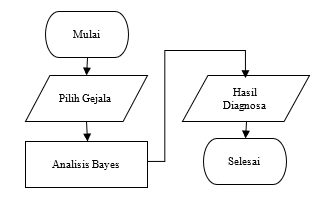 Mulai
Pilih Gejala
Analisis Bayes
Hasil
Diagnosa
Selesai